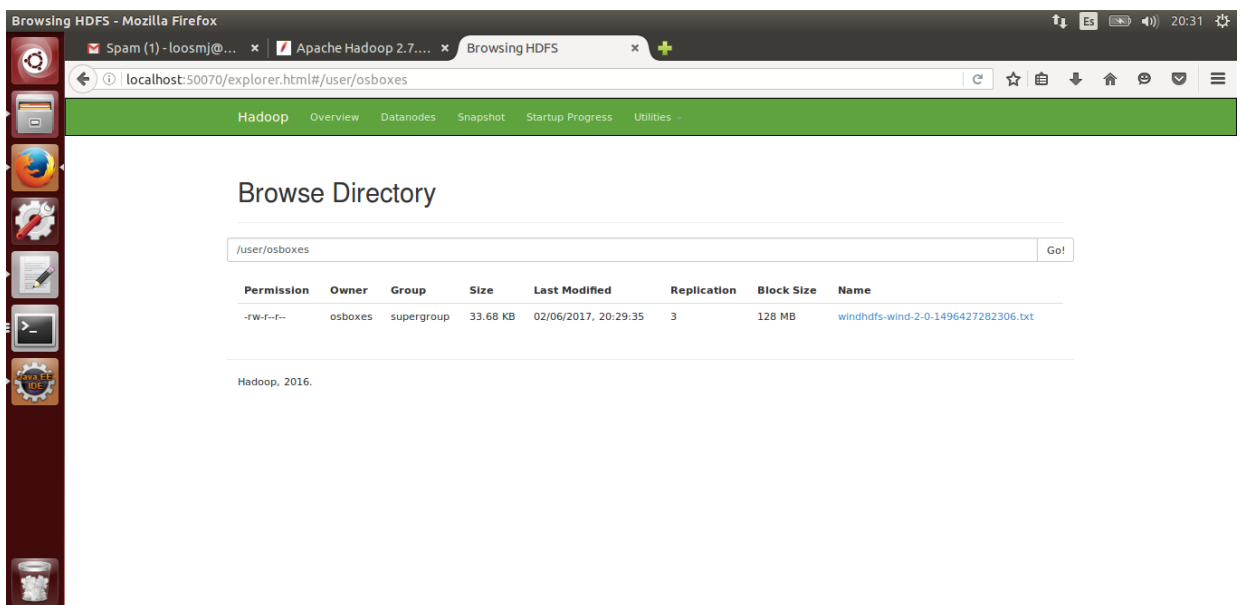 Browsing HDFS - Mozilla Firefox Es 20:31
Spam (1) - loosmj@... Apache Hadoop 2.7.... Browsing HDFS
localhost:50070/explorer.html#/user/osboxes
Hadoop Overview Datanodes Snapshot Startup Progress Utilities
Browse Directory
/user/osboxes Go!
Permission Owner Group Size Last Modified Replication Block Size Name
-rw-r--r-- osboxes supergroup 33.68 KB 02/06/2017, 20:29:35 3 128 MB windhdfs-wind-2-0-1496427282306.txt
Java EE
IDE
Hadoop, 2016.